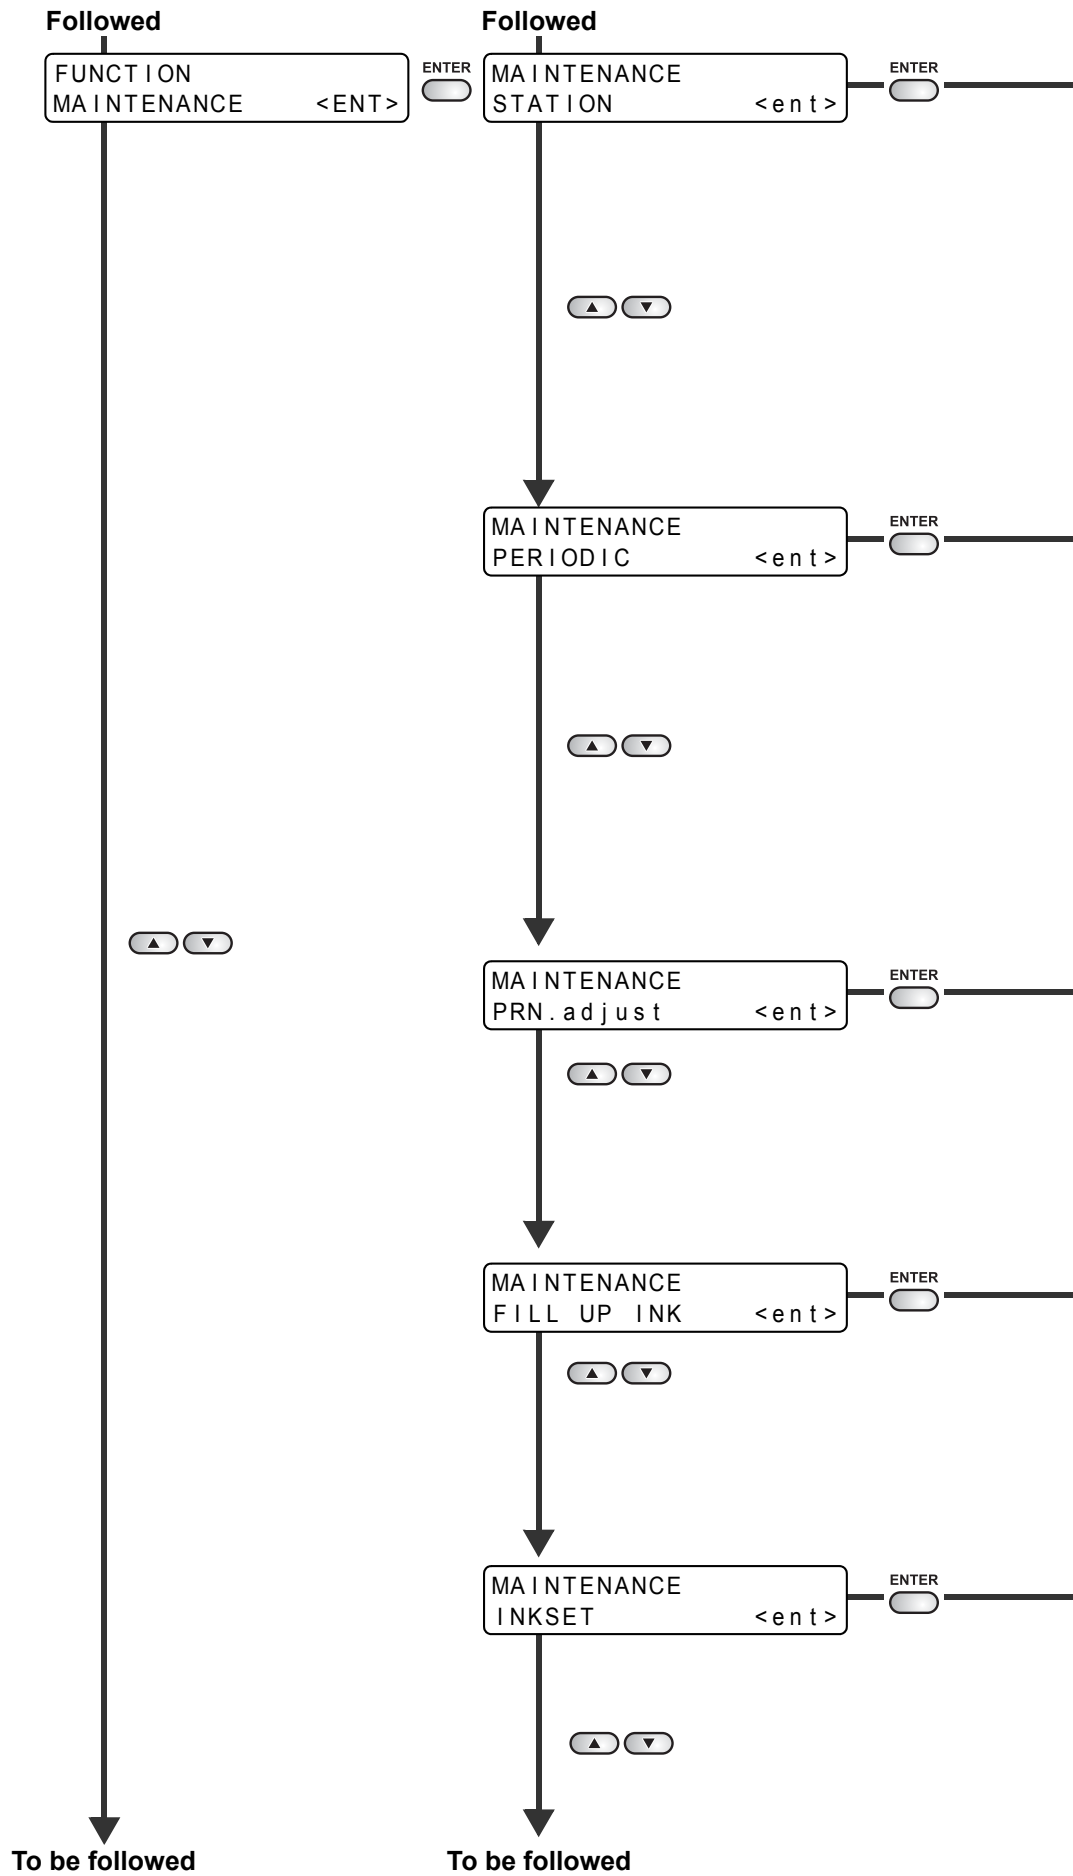 Followed
Followed
FUNCTION
MAINTENANCE <ENT>
ENTER
MAINTENANCE
STATION <ent>
ENTER
MAINTENANCE
PERIODIC <ent>
ENTER
MAINTENANCE
PRN.adjust <ent>
ENTER
MAINTENANCE
FILL UP INK <ent>
ENTER
MAINTENANCE
INKSET <ent>
ENTER
To be followed
To be followed